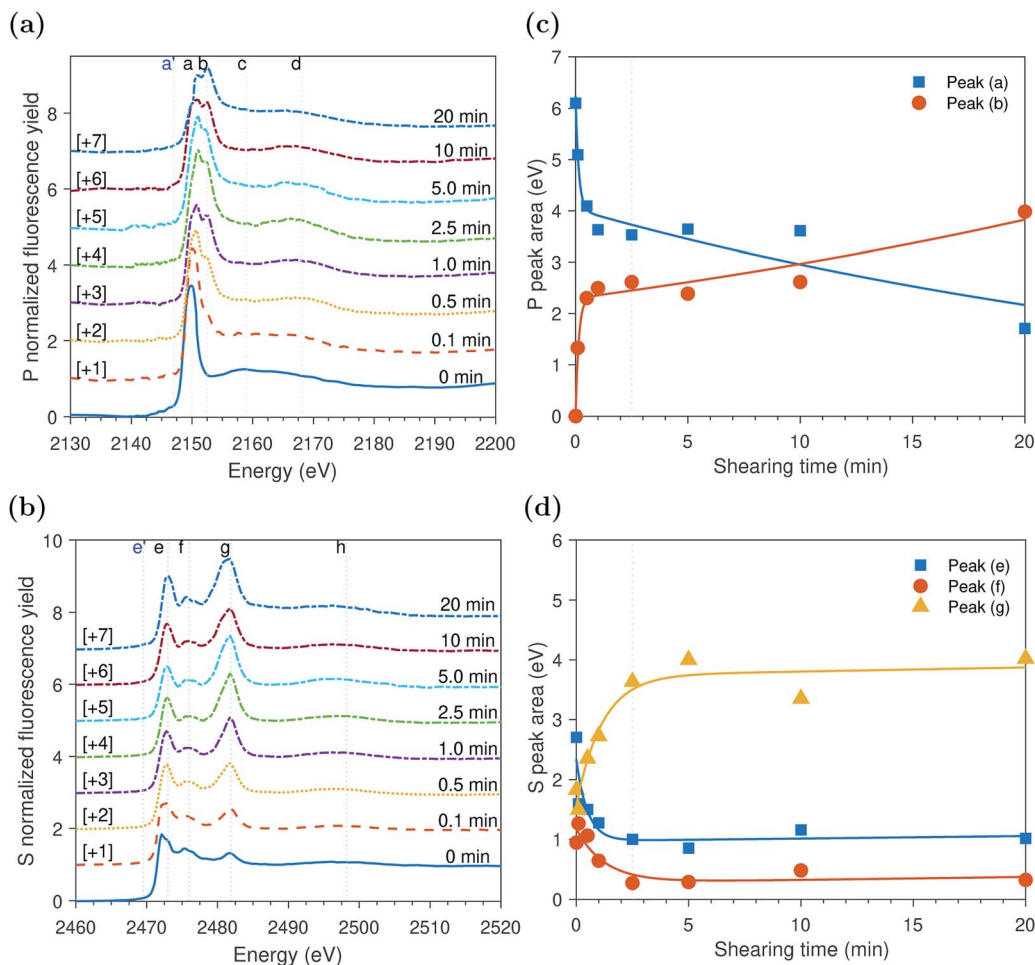 (a)
P normalized fluorescence yield
8
6
4
2
0
a' a b c d
20 min
[+7]
10 min
[+6]
5.0 min
[+5]
2.5 min
[+4]
1.0 min
[+3]
0.5 min
[+2]
0.1 min
[+1]
0 min
2130 2140 2150 2160 2170 2180 2190 2200
Energy (eV)
(c)
P peak area (eV)
7
6
5
4
3
2
1
0
Peak (a)
Peak (b)
0 5 10 15 20
Shearing time (min)
(b)
S normalized fluorescence yield
10
8
6
4
2
0
e' e f g h
20 min
[+7]
10 min
[+6]
5.0 min
[+5]
2.5 min
[+4]
1.0 min
[+3]
0.5 min
[+2]
0.1 min
[+1]
0 min
2460 2470 2480 2490 2500 2510 2520
Energy (eV)
(d)
S peak area (eV)
6
5
4
3
2
1
0
Peak (e)
Peak (f)
Peak (g)
0 5 10 15 20
Shearing time (min)